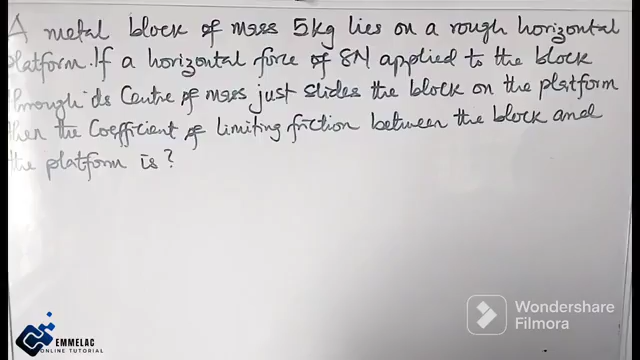 A metal block of mass 5kg lies on a rough horizontal
platform. If a horizontal force of 8N applied to the block
through its Centre of mass just slides the block on the platform
then the Coefficient of limiting friction between the block and
the platform is?
Wondershare
Filmora
EMMELAC
ONLINE TUTORIAL